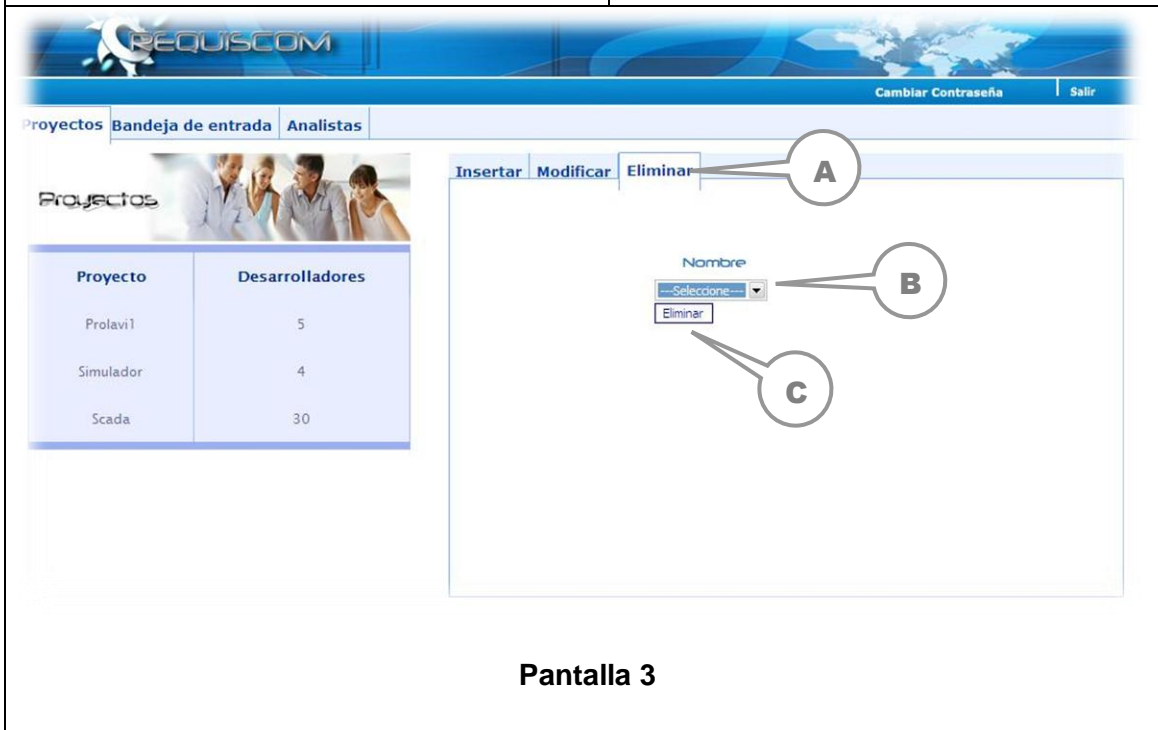 REQUISCOM
Cambiar Contraseña | Salir
Proyectos Bandeja de entrada Analistas
Insertar Modificar Eliminar
A
Proyectos
Nombre
B
---Seleccione---
Eliminar
C
Proyecto Desarrolladores
Prolavi1 5
Simulador 4
Scada 30
Pantalla 3